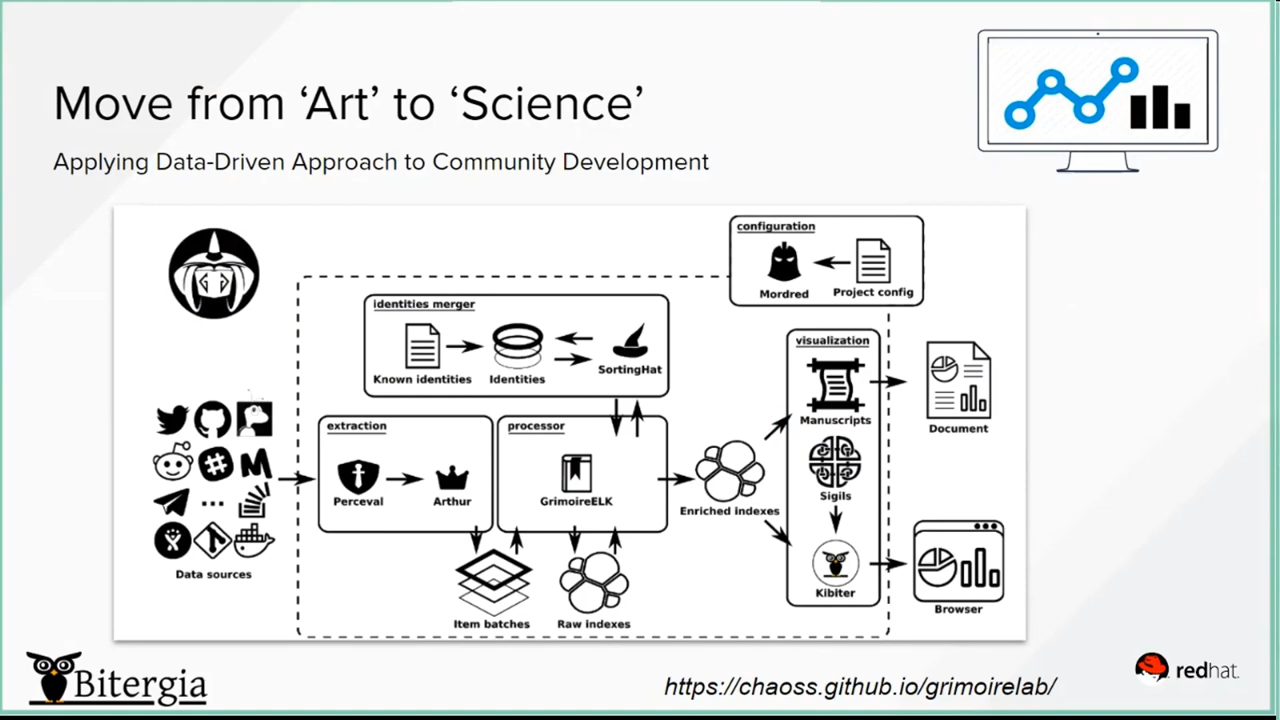 Move from ‘Art’ to ‘Science’
Applying Data-Driven Approach to Community Development
configuration
Mordred
Project config
identities merger
Known identities
Identities
SortingHat
visualization
Manuscripts
Document
extraction
Perceval
Arthur
processor
GrimoireELK
Enriched indexes
Sigils
...
Data sources
Kibiter
Browser
Item batches
Raw indexes
Bitergia
https://chaoss.github.io/grimoirelab/
redhat.